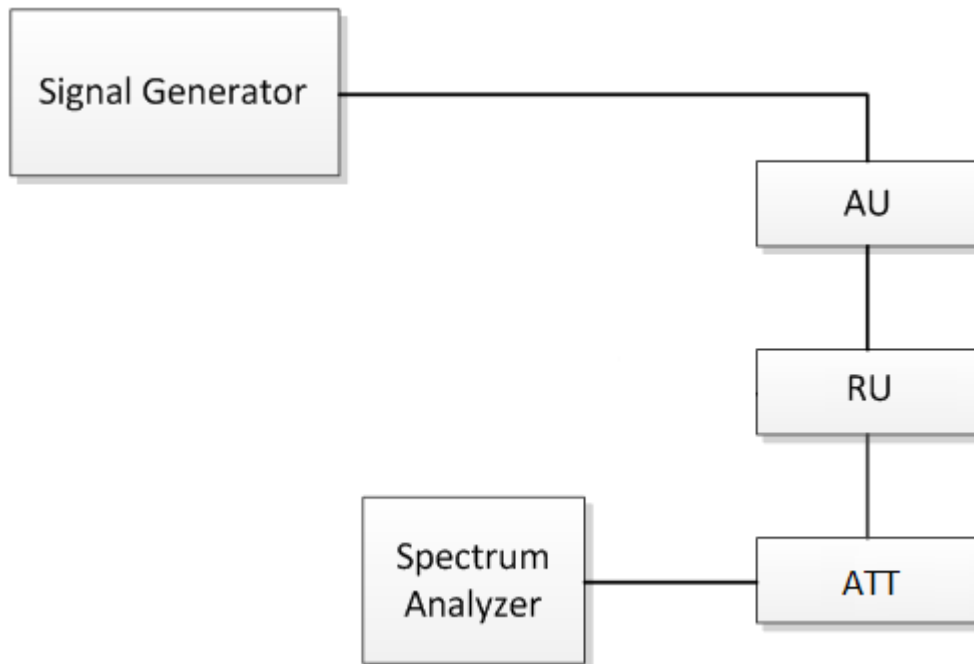 Signal Generator
AU
RU
ATT
Spectrum
Analyzer